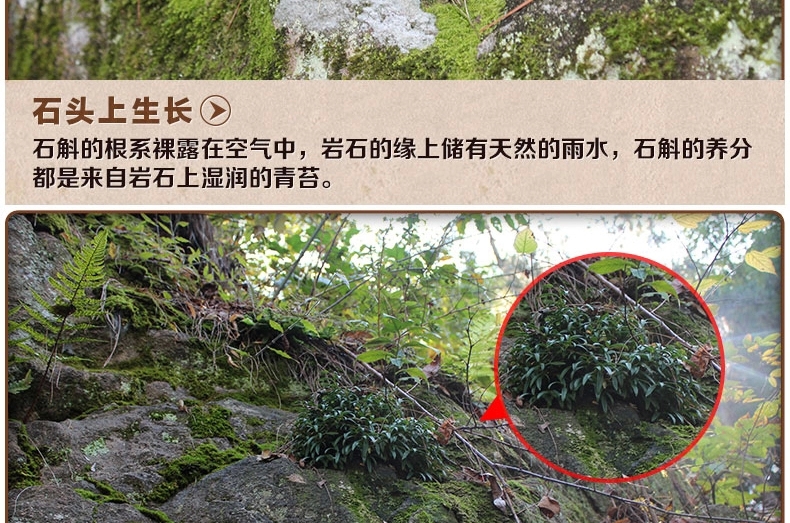 石头上生长
石斛的根系裸露在空气中，岩石的缘上储有天然的雨水，石斛的养分
都是来自岩石上湿润的青苔。